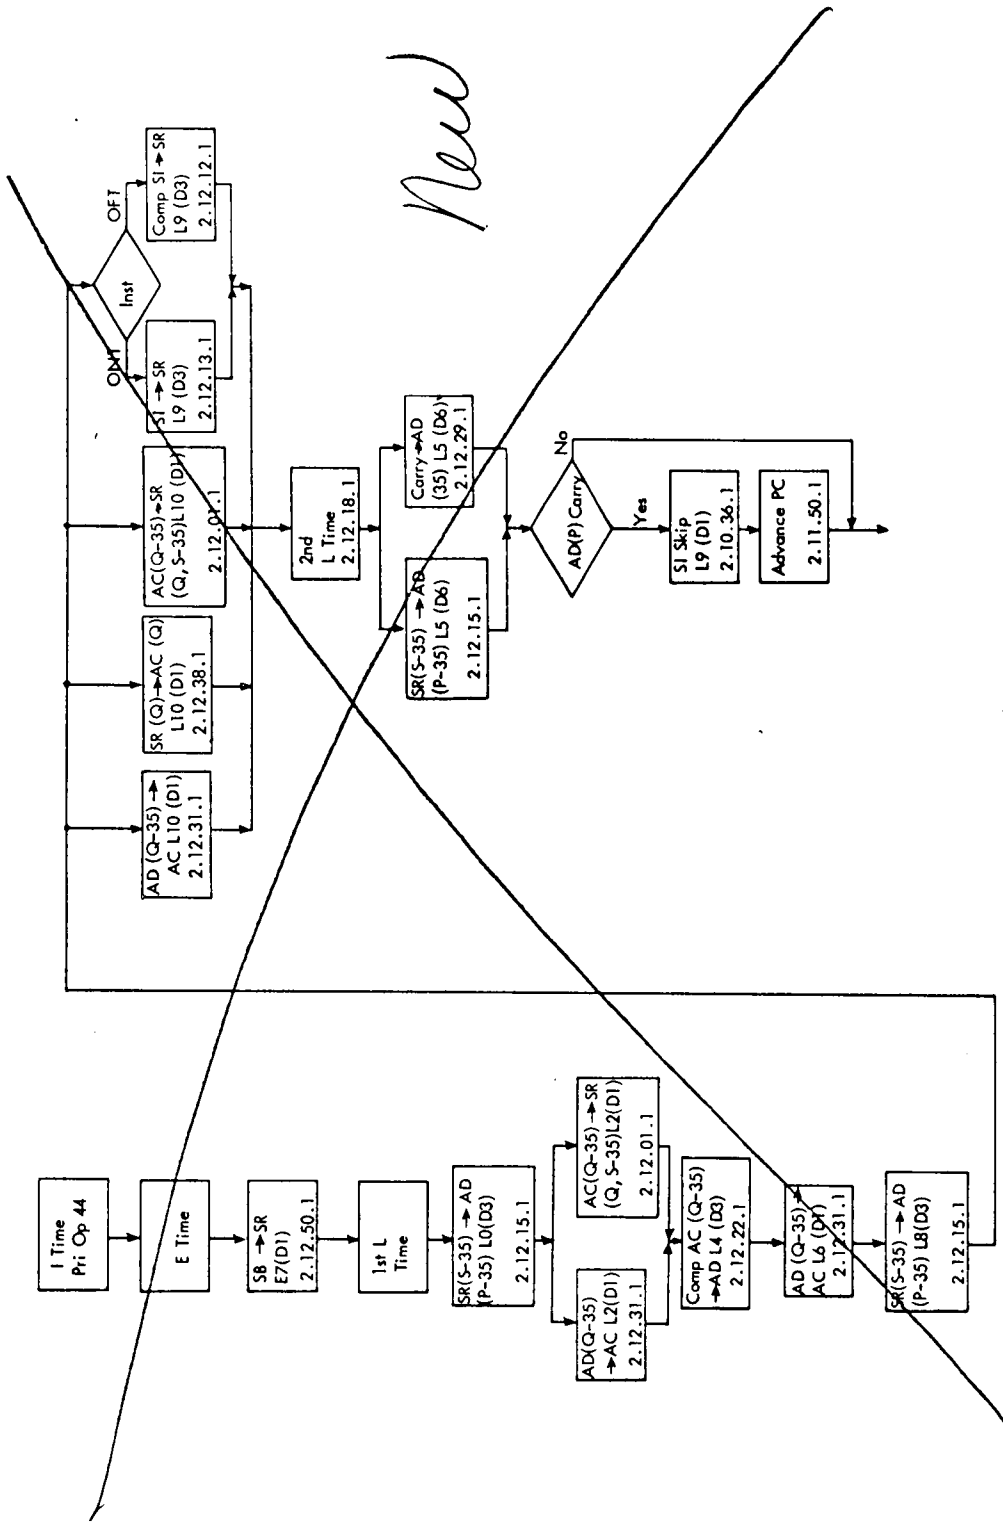 I Time
Pri Op 44
E Time
SB → SR
E7(D1)
2.12.50.1
1st L
Time
SR(S-35) → AD
(P-35) L0(D3)
2.12.15.1
AD(Q-35)
→AC L2(D1)
2.12.31.1
AC(Q-35) → SR
(Q, S-35)L2(D1)
2.12.01.1
Comp AC (Q-35)
→AD L4 (D3)
2.12.22.1
AD (Q-35) →
AC L6 (D1)
2.12.31.1
SR(S-35) → AD
(P-35) L8(D3)
2.12.15.1
AD (Q-35) →
AC L10 (D1)
2.12.31.1
SR (Q) → AC (Q)
L10 (D1)
2.12.38.1
AC(Q-35) → SR
(Q, S-35)L10 (D1)
2.12.01.1
Inst
ONT
OFT
SI → SR
L9 (D3)
2.12.13.1
Comp SI → SR
L9 (D3)
2.12.12.1
2nd
L Time
2.12.18.1
SR(S-35) → AD
(P-35) L5 (D6)
2.12.15.1
Carry → AD
(35) L5 (D6)
2.12.29.1
AD(P) Carry
No
Yes
SI Skip
L9 (D1)
2.10.36.1
Advance PC
2.11.50.1
New